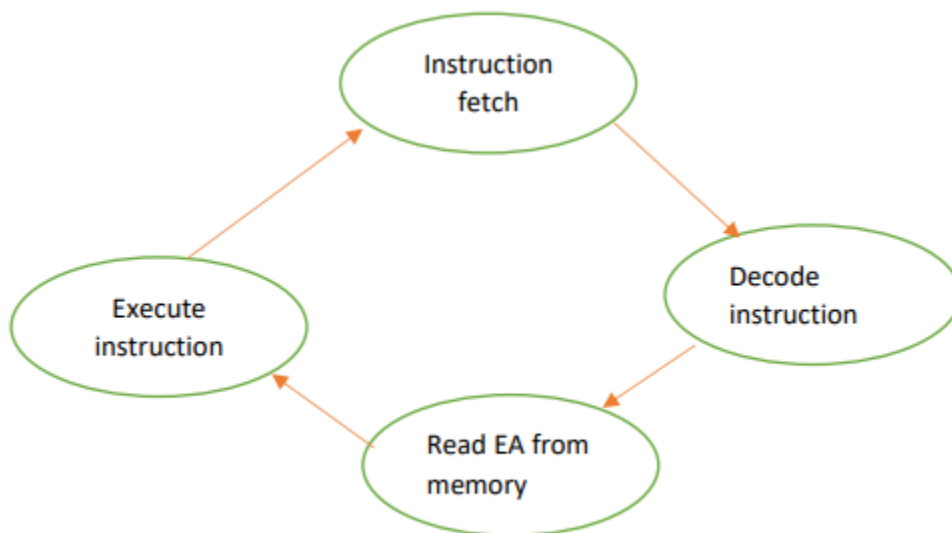 Instruction
fetch
Decode
instruction
Read EA from
memory
Execute
instruction